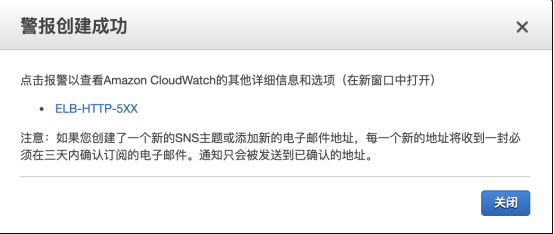 警报创建成功
点击报警以查看Amazon CloudWatch的其他详细信息和选项（在新窗口中打开）
• ELB-HTTP-5XX
注意：如果您创建了一个新的SNS主题或添加新的电子邮件地址，每一个新的地址将收到一封必
须在三天内确认订阅的电子邮件。通知只会被发送到已确认的地址。
关闭